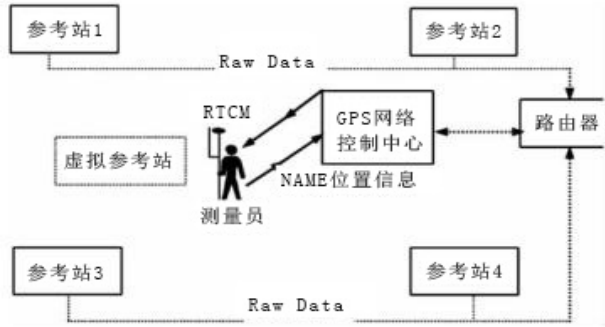 参考站1
参考站2
Raw Data
RTCM
GPS网络
控制中心
路由器
虚拟参考站
NAME位置信息
测量员
参考站3
参考站4
Raw Data